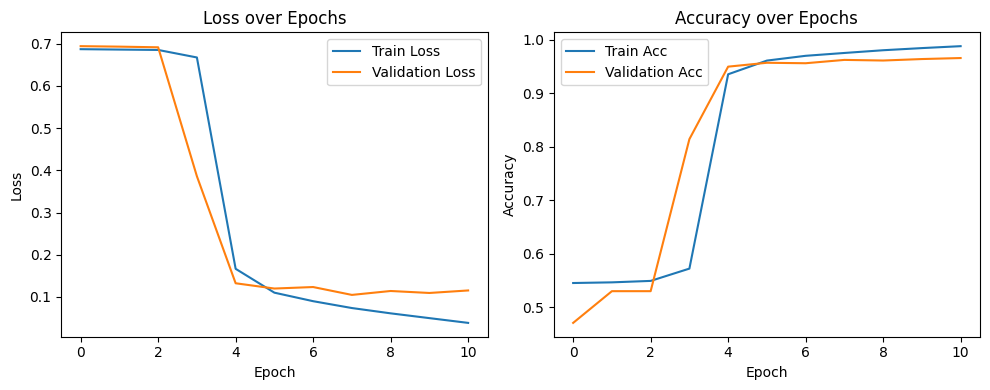 Loss over Epochs
Train Loss
Validation Loss
0.7
0.6
0.5
0.4
0.3
0.2
0.1
Loss
0 2 4 6 8 10
Epoch
Accuracy over Epochs
Train Acc
Validation Acc
1.0
0.9
0.8
0.7
0.6
0.5
Accuracy
0 2 4 6 8 10
Epoch